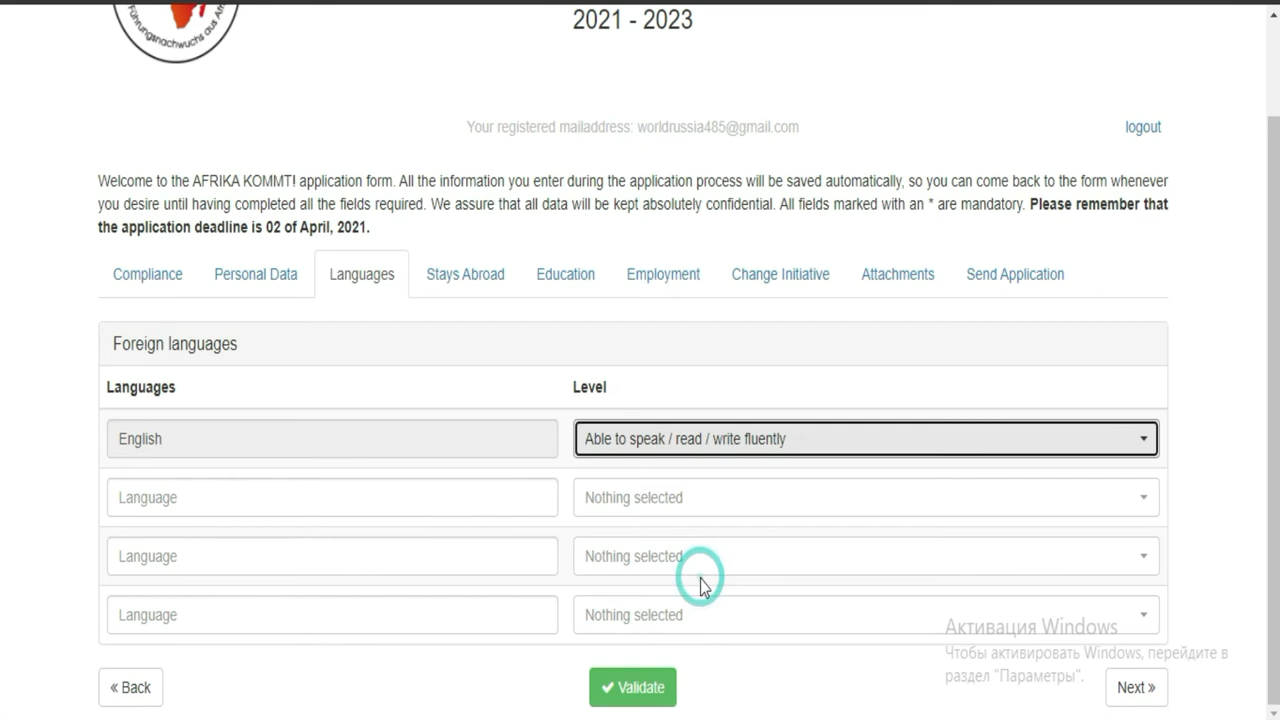 2021 - 2023
Führungsnachwuchs aus Afr
Your registered mailaddress: worldrussia485@gmail.com
logout
Welcome to the AFRIKA KOMMT! application form. All the information you enter during the application process will be saved automatically, so you can come back to the form whenever
you desire until having completed all the fields required. We assure that all data will be kept absolutely confidential. All fields marked with an * are mandatory. Please remember that
the application deadline is 02 of April, 2021.
Compliance Personal Data Languages Stays Abroad Education Employment Change Initiative Attachments Send Application
Foreign languages
Languages Level
English Able to speak / read / write fluently
Language Nothing selected
Language Nothing selected
Language Nothing selected
Активация Windows
Чтобы активировать Windows, перейдите в
раздел "Параметры".
« Back Validate Next »